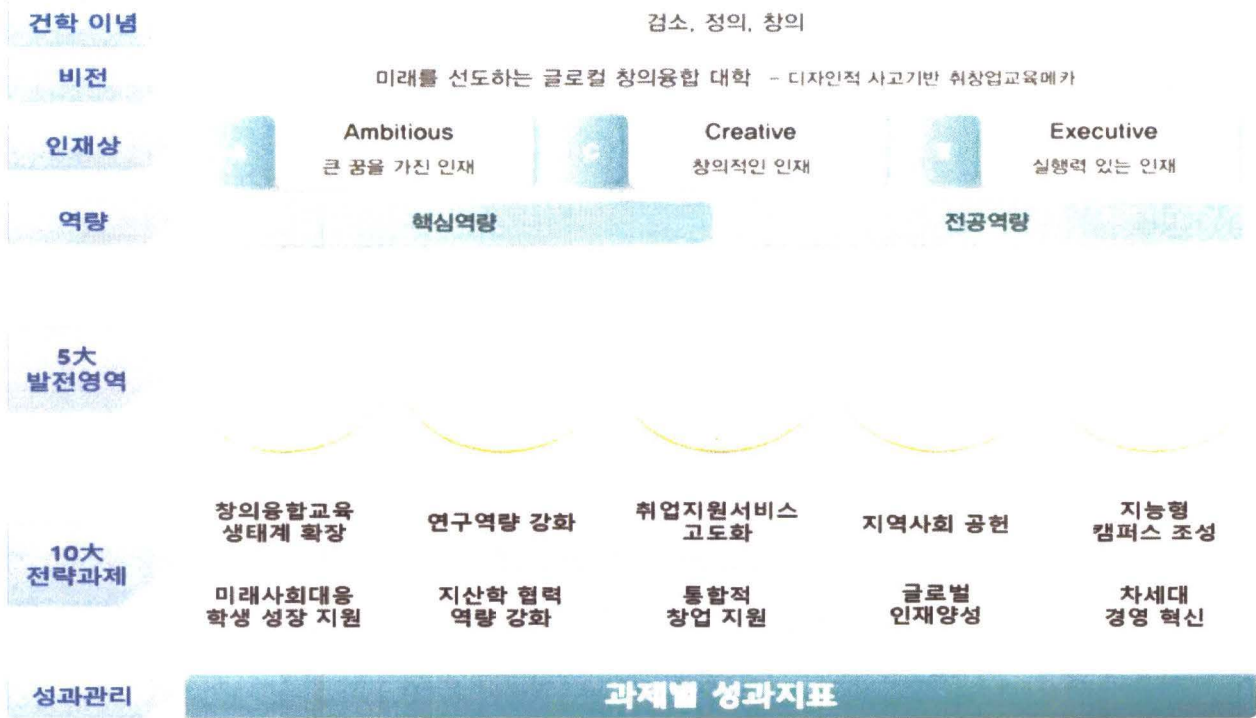 건학 이념
검소, 정의, 창의
비전
미래를 선도하는 글로컬 창의융합 대학 - 디자인적 사고기반 취창업교육메카
인재상
Ambitious
큰 꿈을 가진 인재
C
Creative
창의적인 인재
Executive
실행력 있는 인재
역량
핵심역량
전공역량
5大
발전영역
10大
전략과제
창의융합교육
생태계 확장
연구역량 강화
취업지원서비스
고도화
지역사회 공헌
지능형
캠퍼스 조성
미래사회대응
학생 성장 지원
지산학 협력
역량 강화
통합적
창업 지원
글로벌
인재양성
차세대
경영 혁신
성과관리
과제별 성과지표